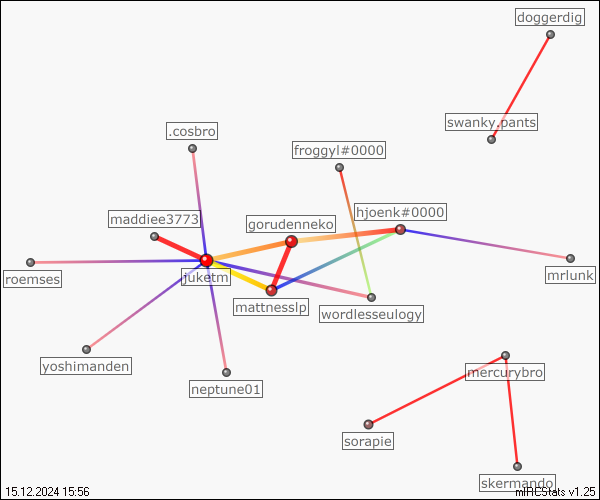 doggerdig
swanky.pants
.cosbro
froggyl#0000
maddiee3773
hjoenk#0000
gorudenneko
roemses
juketm
mrlunk
mattnesslp
wordlesseulogy
yoshimanden
mercurybro
neptune01
sorapie
skermando
15.12.2024 15:56
mIRCStats v1.25